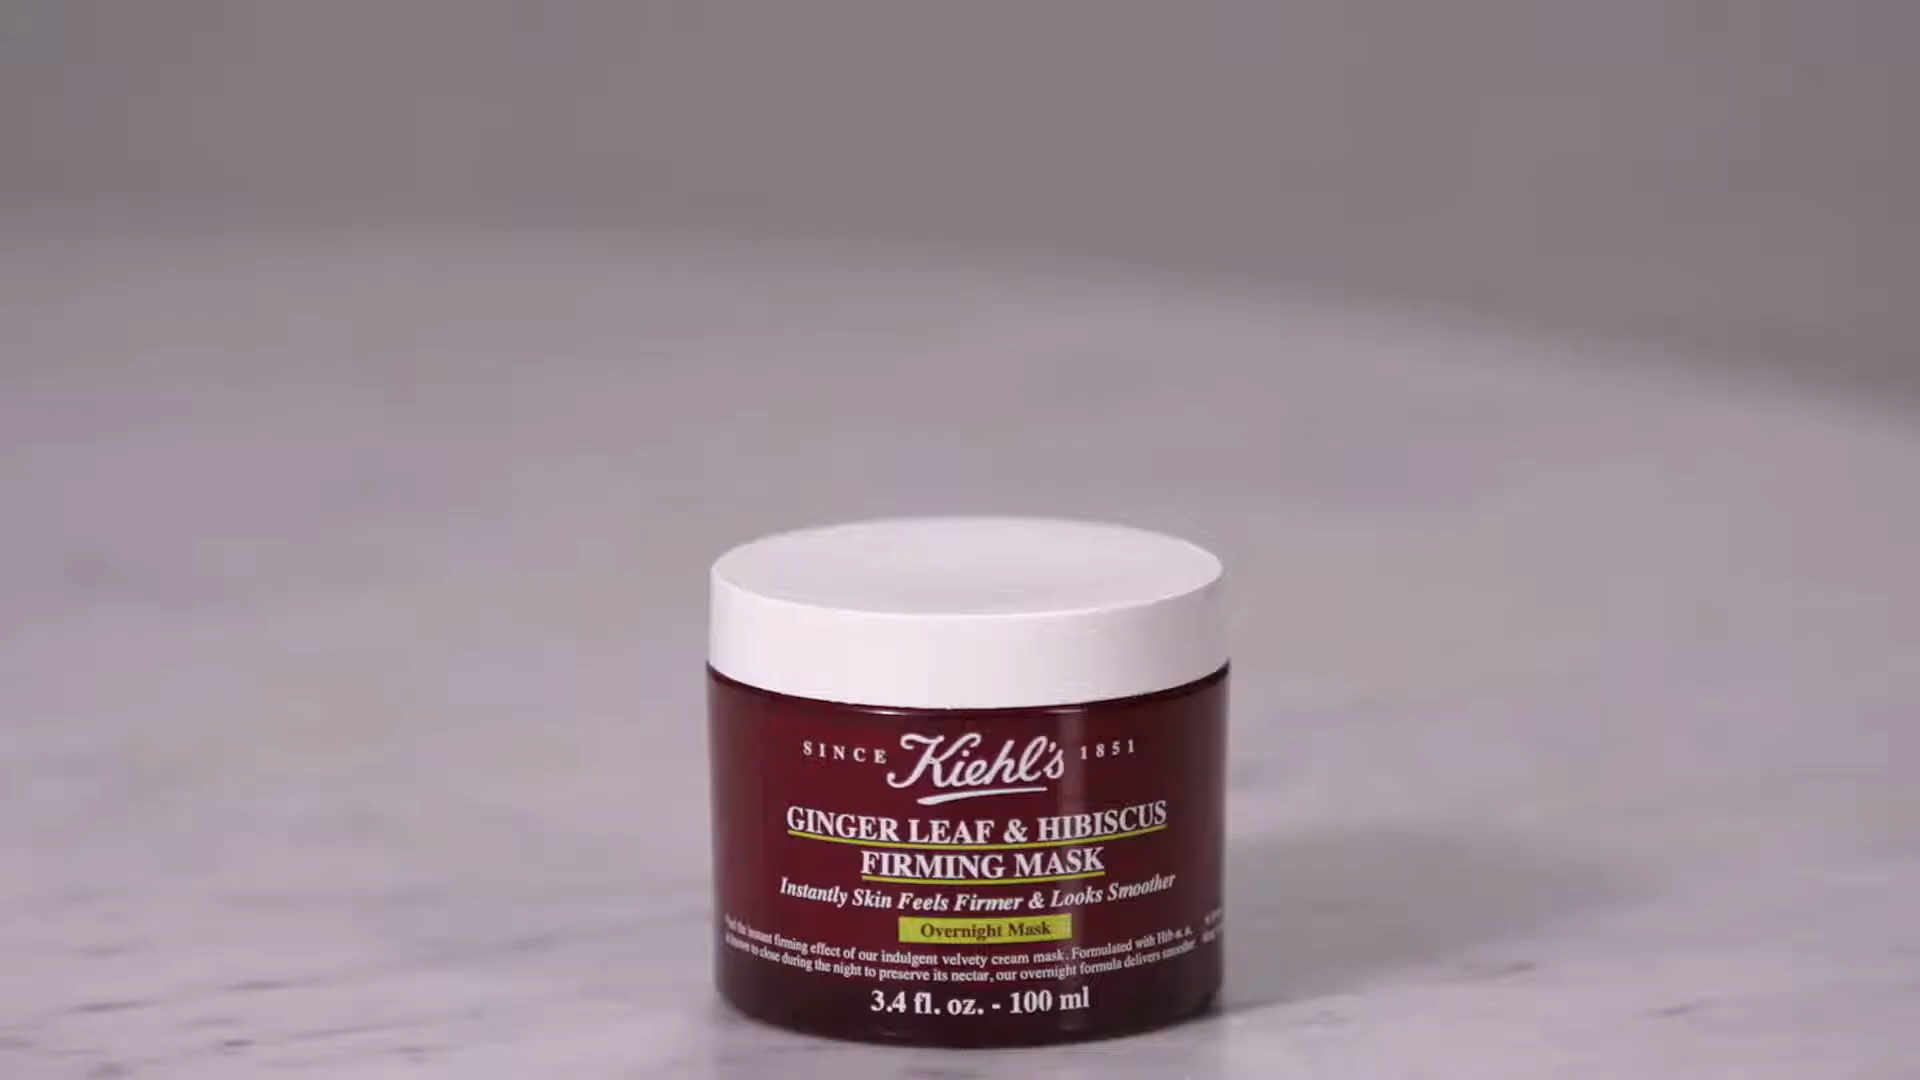 SINCE Kiehl's 1851
GINGER LEAF & HIBISCUS
FIRMING MASK
Instantly Skin Feels Firmer & Looks Smoother
Overnight Mask
the instant firming effect of our indulgent velvety cream mask. Formulated with
to close during the night to preserve its nectar, our overnight formula delivers smoother
3.4 fl. oz. - 100 ml